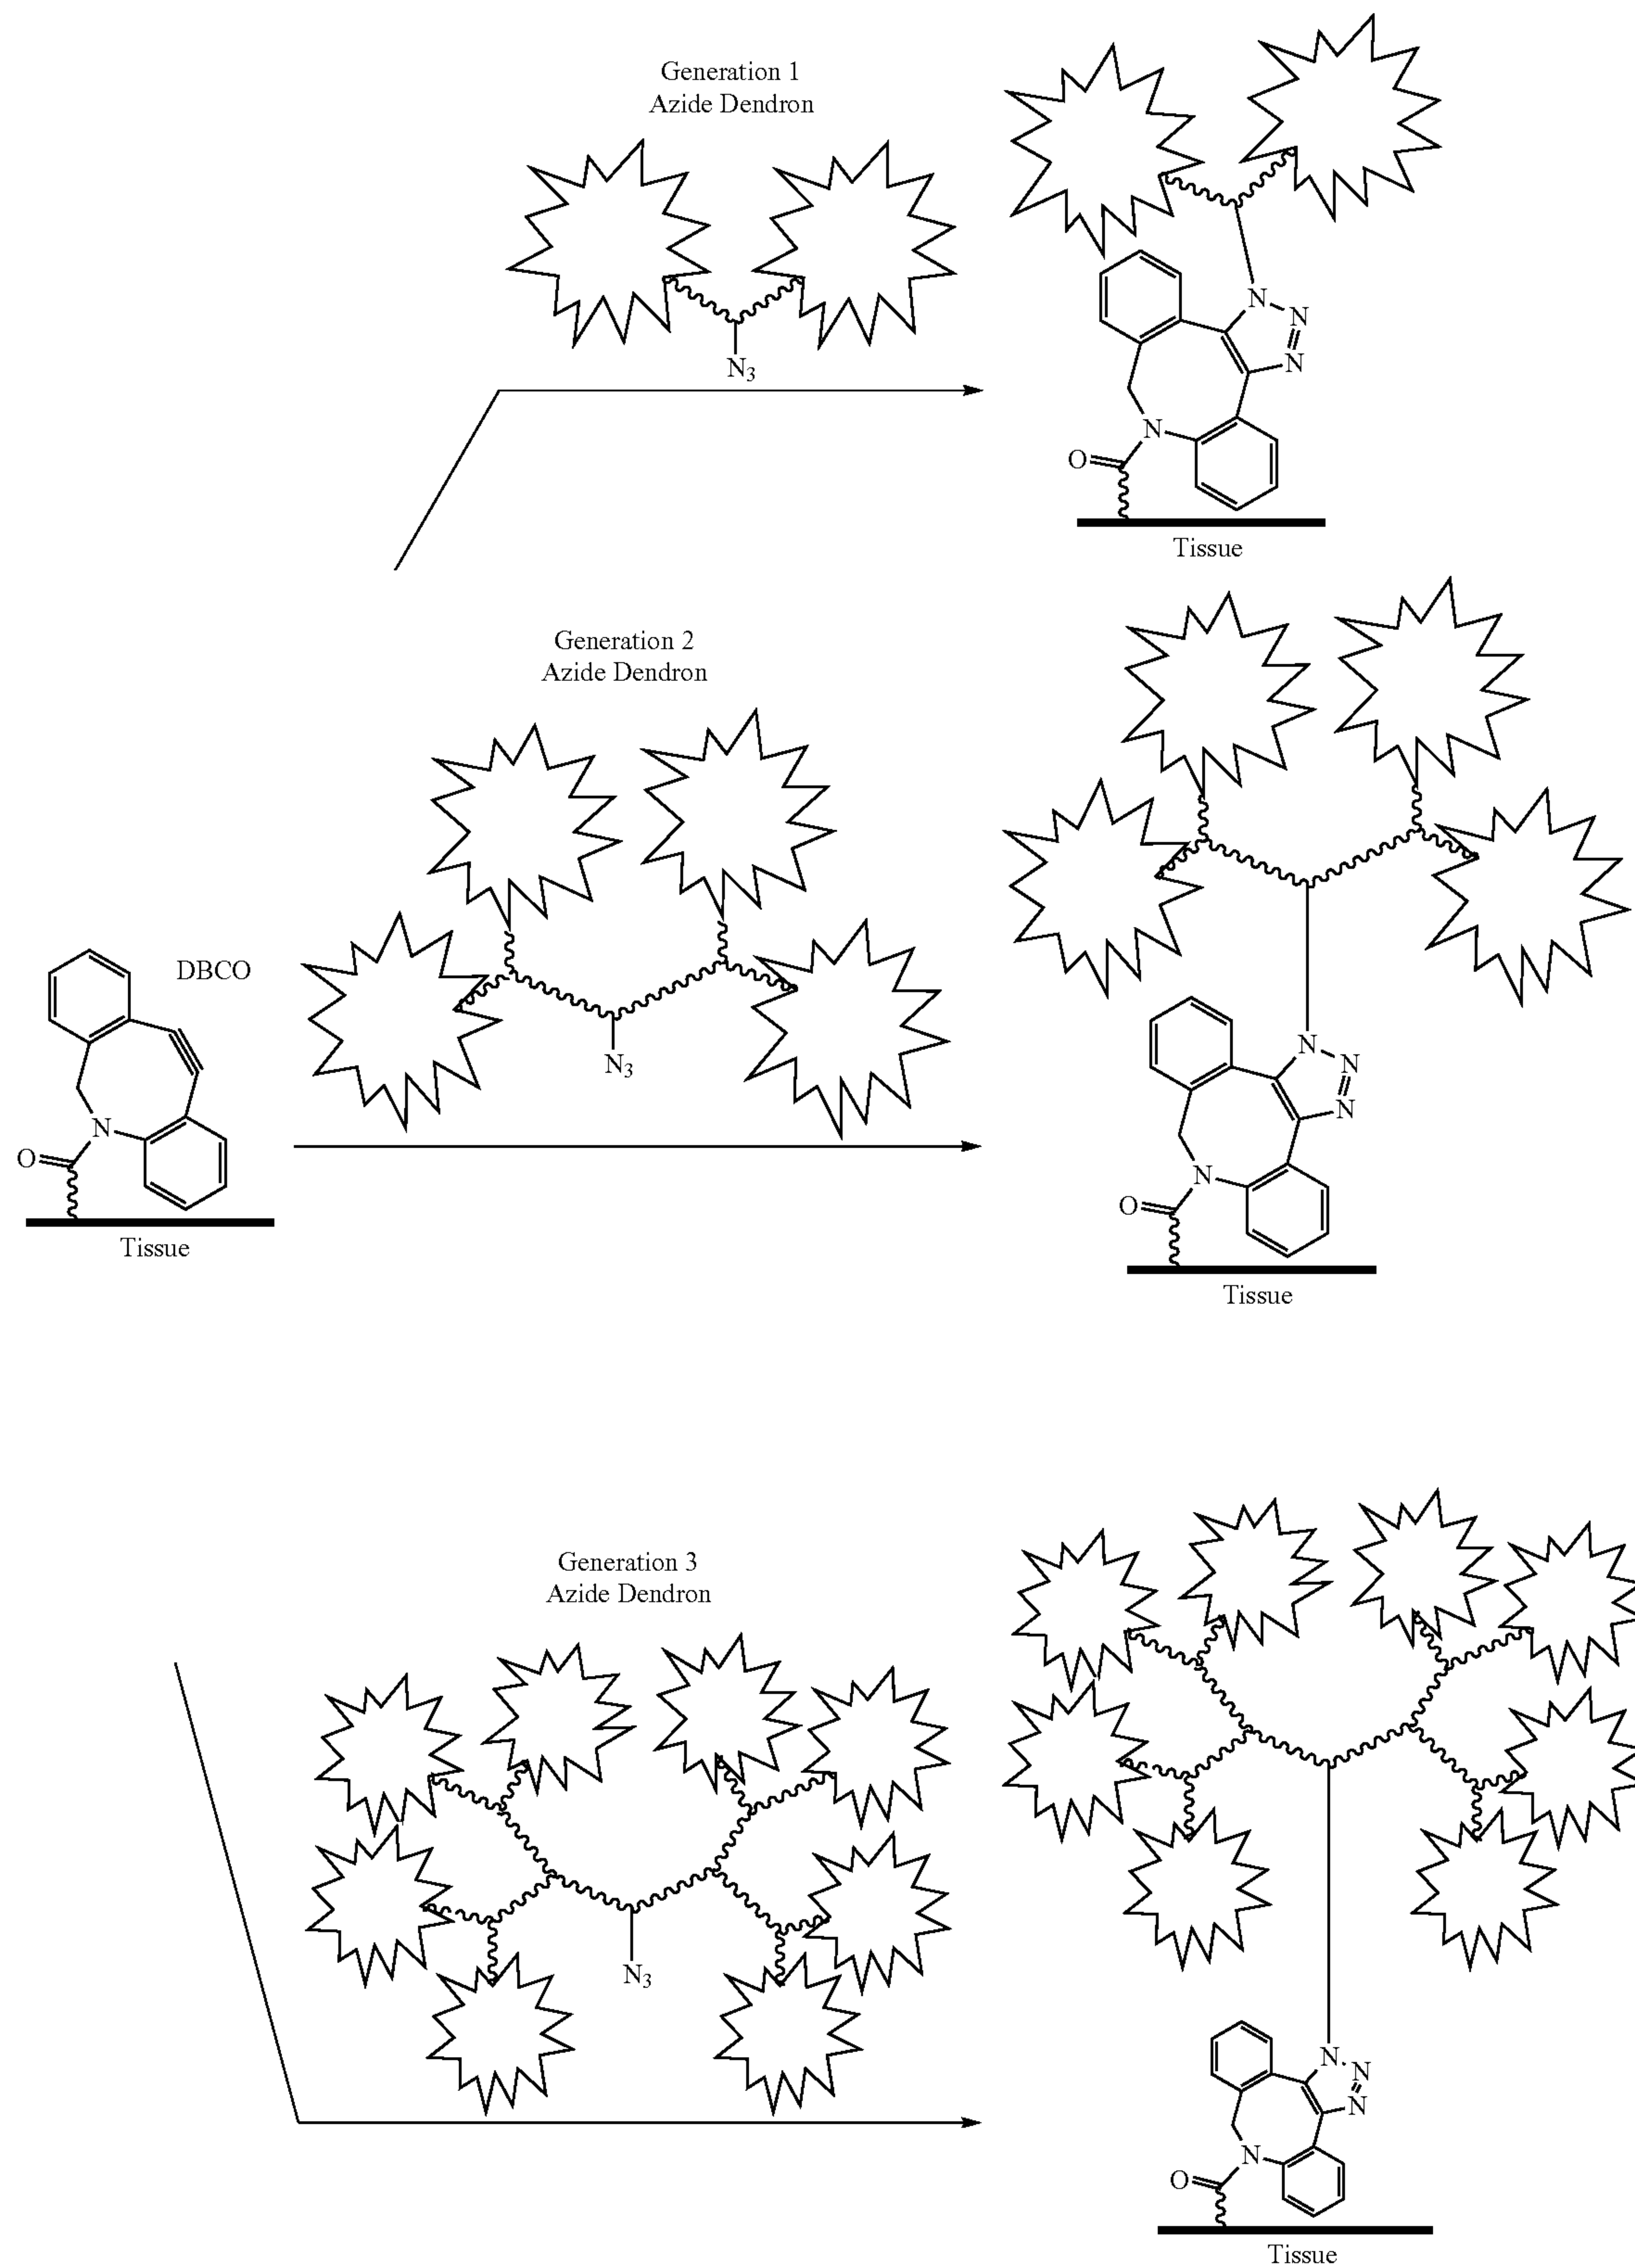 Generation 1
Azide Dendron
N₃
N
N
N
N
O
Tissue
Generation 2
Azide Dendron
N₃
DBCO
N
O
Tissue
N
N
N
N
O
Tissue
Generation 3
Azide Dendron
N₃
N
N
N
N
O
Tissue